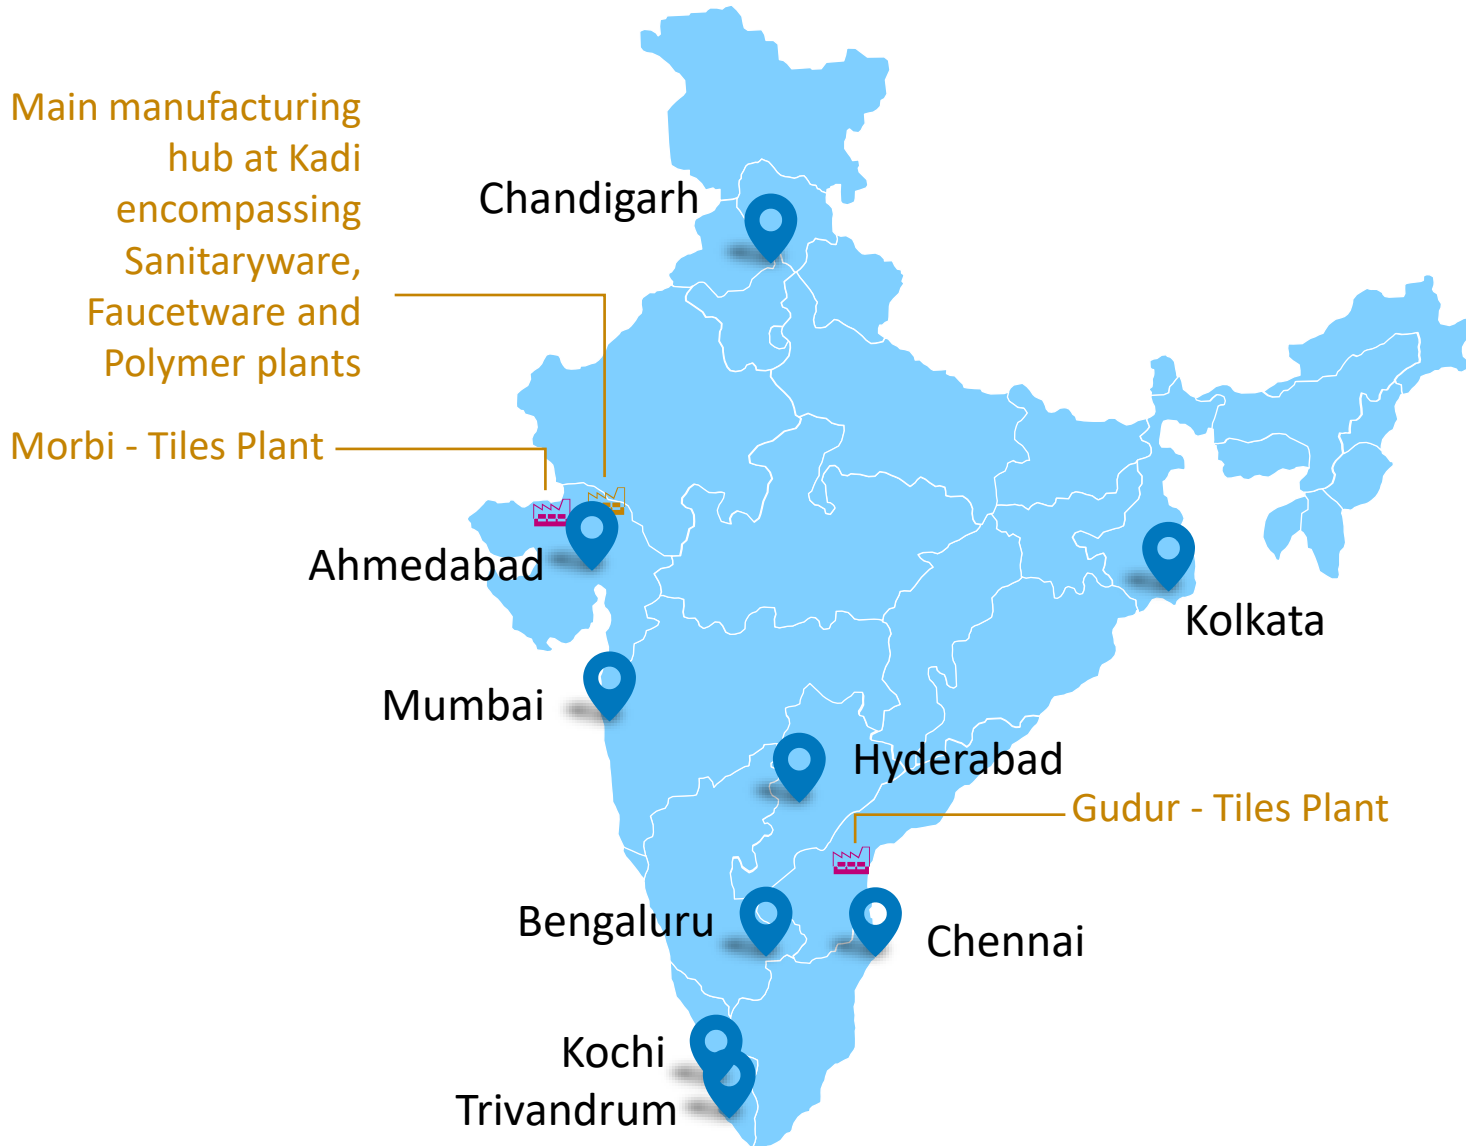 Main manufacturing
hub at Kadi
encompassing
Sanitaryware,
Faucetware and
Polymer plants
Chandigarh
Morbi - Tiles Plant
Ahmedabad
Kolkata
Mumbai
Hyderabad
Gudur - Tiles Plant
Bengaluru
Chennai
Kochi
Trivandrum